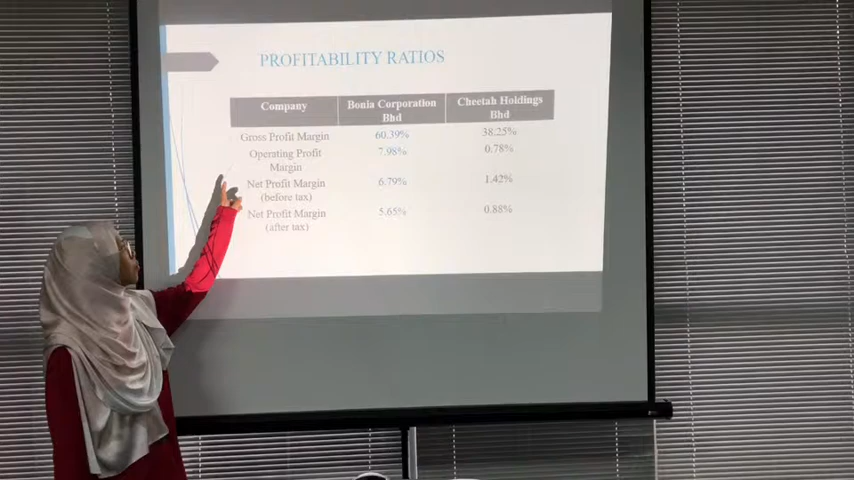 PROFITABILITY RATIOS
Company Bonia Corporation Bhd Cheetah Holdings Bhd
Gross Profit Margin 60.39% 38.25%
Operating Profit Margin 7.98% 0.78%
Net Profit Margin (before tax) 6.79% 1.42%
Net Profit Margin (after tax) 5.65% 0.88%